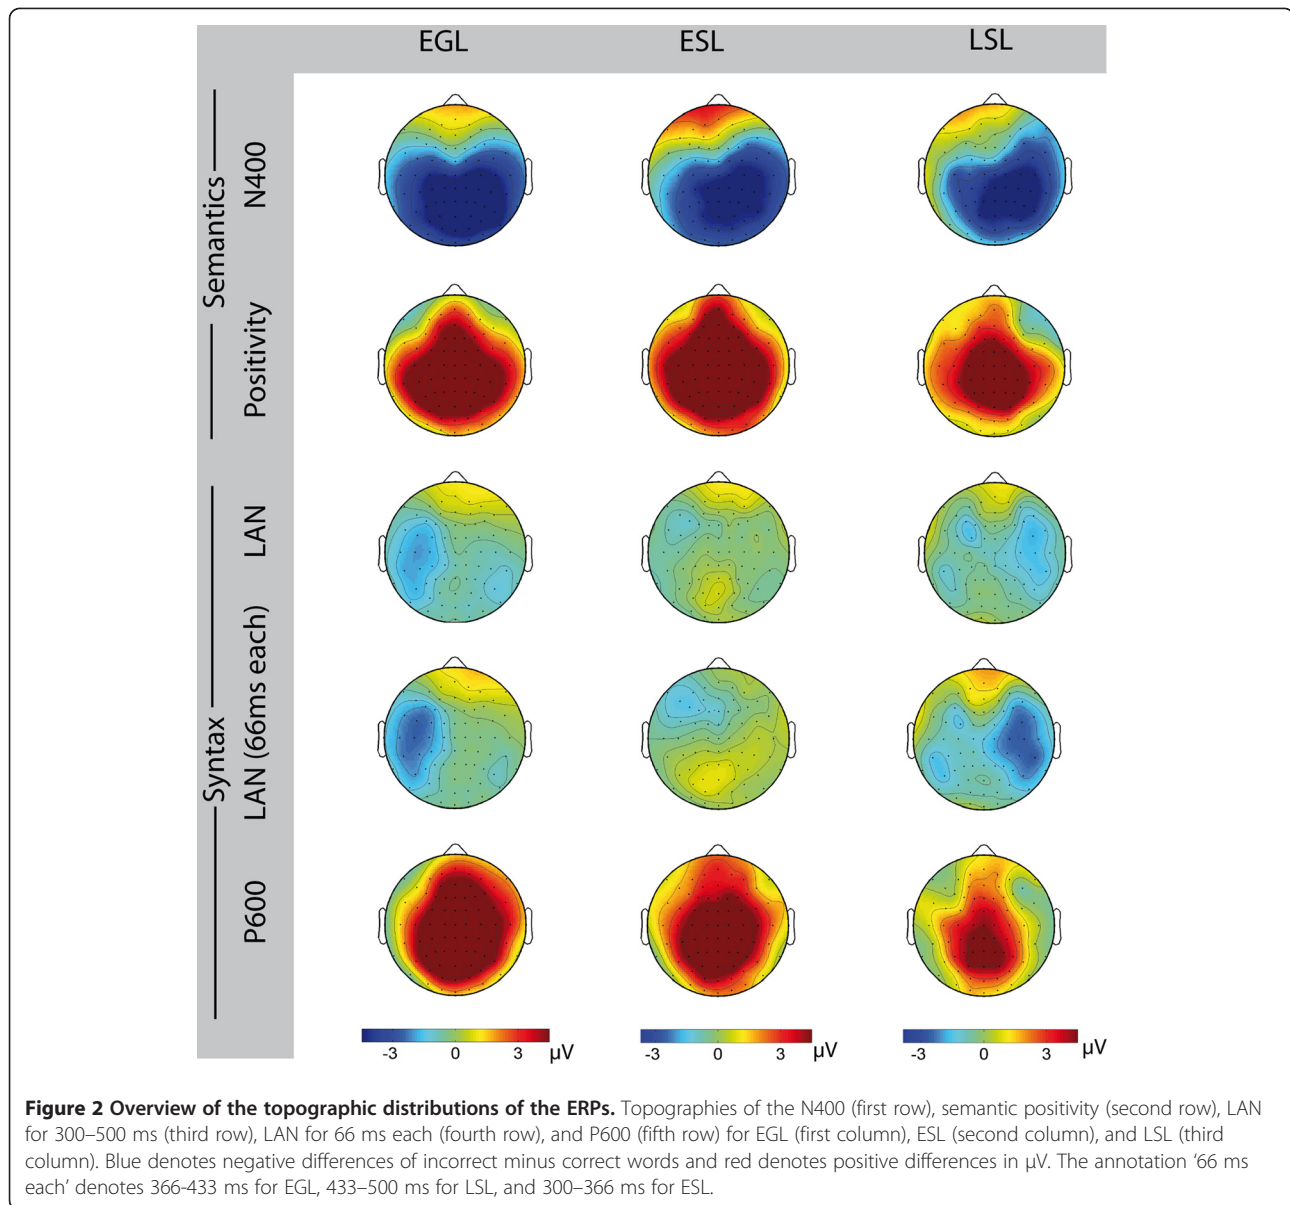 EGL ESL LSL
Semantics
N400
Positivity
Syntax
LAN
LAN (66ms each)
P600
-3 0 3 μV
-3 0 3 μV
-3 0 3 μV
Figure 2 Overview of the topographic distributions of the ERPs. Topographies of the N400 (first row), semantic positivity (second row), LAN
for 300–500 ms (third row), LAN for 66 ms each (fourth row), and P600 (fifth row) for EGL (first column), ESL (second column), and LSL (third
column). Blue denotes negative differences of incorrect minus correct words and red denotes positive differences in μV. The annotation ‘66 ms
each’ denotes 366-433 ms for EGL, 433–500 ms for LSL, and 300–366 ms for ESL.